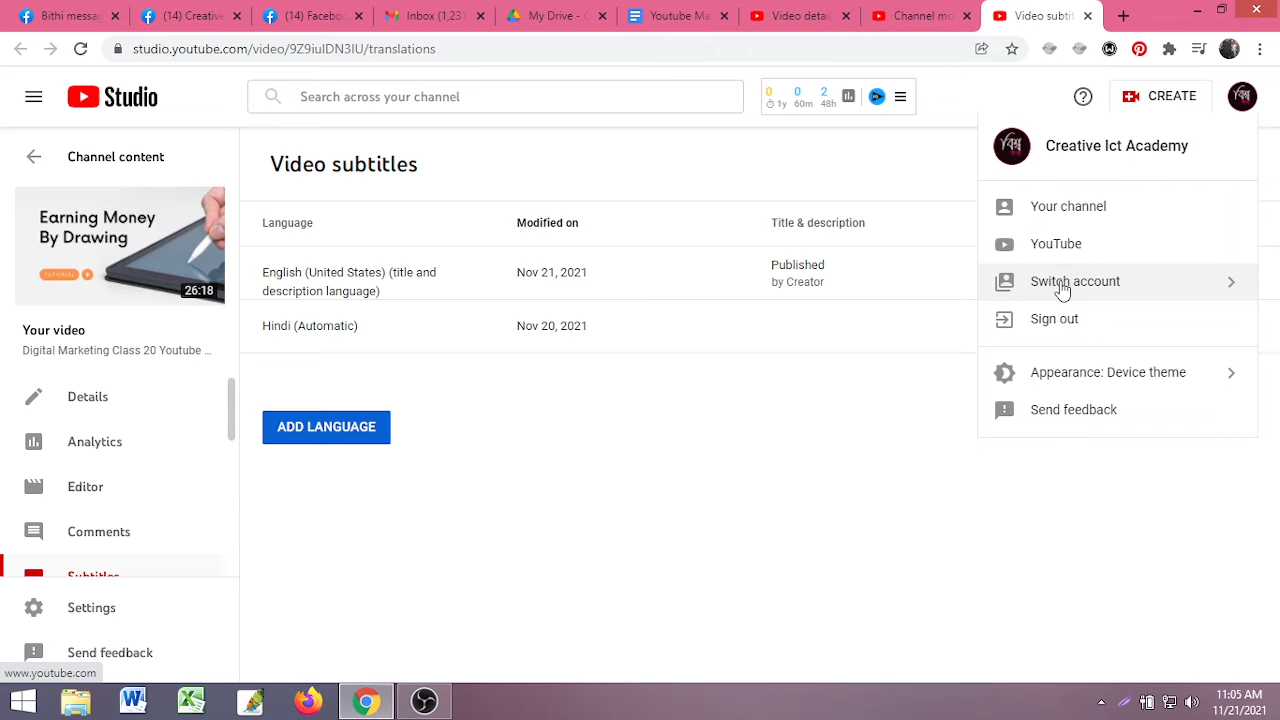 Bithi messag
(14) Creative
(14) Faceboo
Inbox (1,231
My Drive - G
Youtube Ma
Video detail
Channel mo
Video subtit
studio.youtube.com/video/9Z9iuIDN3IU/translations
Studio
Search across your channel
0 0 2
1y 60m 48h
CREATE
বিশ্ব
Channel content
Earning Money
By Drawing
TUTORIAL
26:18
Your video
Digital Marketing Class 20 Youtube ...
Details
Analytics
Editor
Comments
Subtitles
Settings
Send feedback
www.youtube.com
Video subtitles
Language Modified on Title & description
English (United States) (title and
description language)
Nov 21, 2021
Published
by Creator
Hindi (Automatic) Nov 20, 2021
ADD LANGUAGE
বিশ্ব
Creative Ict Academy
Your channel
YouTube
Switch account
Sign out
Appearance: Device theme
Send feedback
11:05 AM
11/21/2021